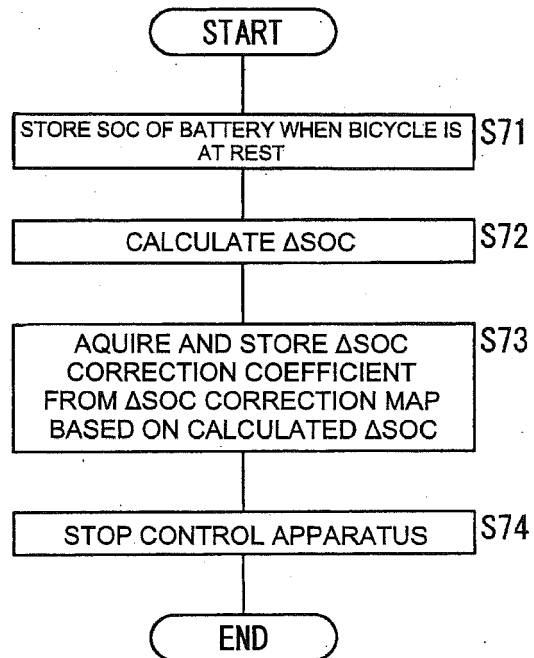 START
STORE SOC OF BATTERY WHEN BICYCLE IS
AT REST
S71
CALCULATE ΔSOC
S72
AQUIRE AND STORE ΔSOC
CORRECTION COEFFICIENT
FROM ΔSOC CORRECTION MAP
BASED ON CALCULATED ΔSOC
S73
STOP CONTROL APPARATUS
S74
END